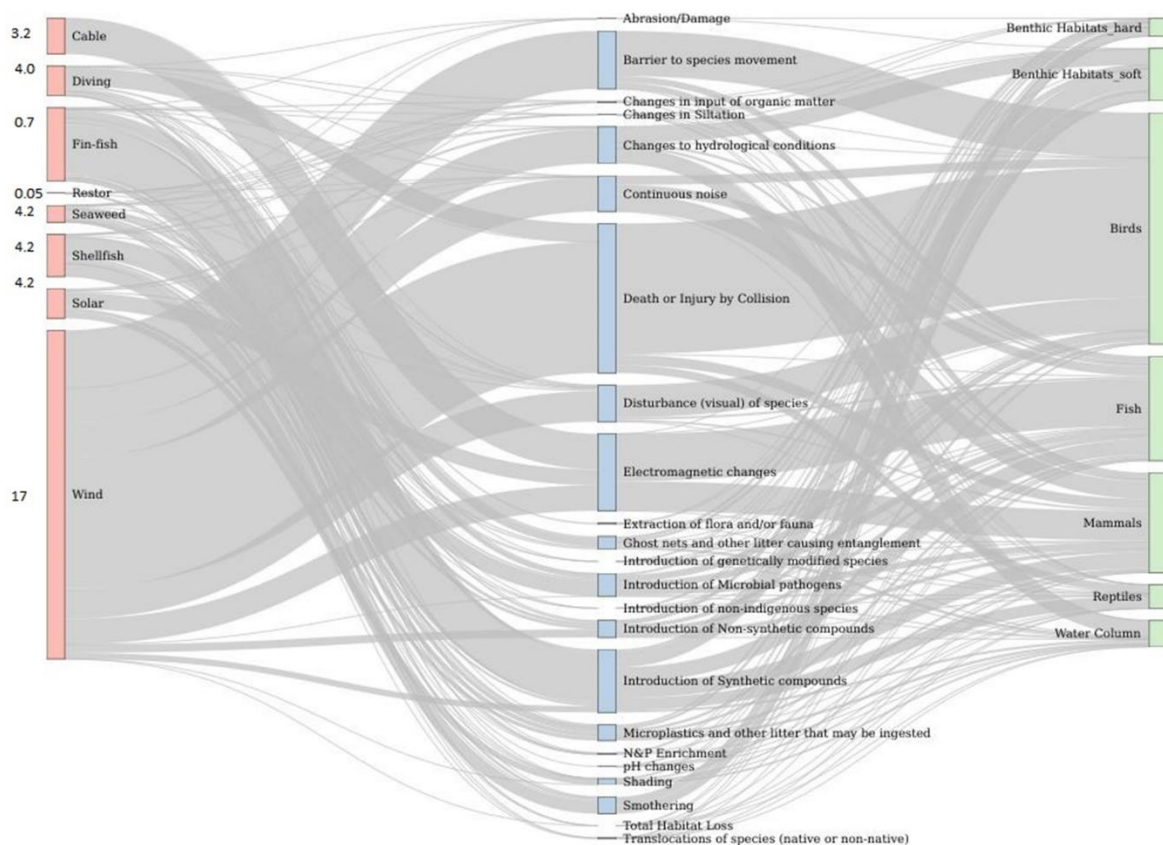 3.2
Cable
4.0
Diving
0.7
Fin-fish
0.05
Restor
4.2
Seaweed
4.2
Shellfish
4.2
Solar
17
Wind
Abrasion/Damage
Barrier to species movement
Changes in input of organic matter
Changes in Siltation
Changes to hydrological conditions
Continuous noise
Death or Injury by Collision
Disturbance (visual) of species
Electromagnetic changes
Extraction of flora and/or fauna
Ghost nets and other litter causing entanglement
Introduction of genetically modified species
Introduction of Microbial pathogens
Introduction of non-indigenous species
Introduction of Non-synthetic compounds
Introduction of Synthetic compounds
Microplastics and other litter that may be ingested
N&P Enrichment
pH changes
Shading
Smothering
Total Habitat Loss
Translocations of species (native or non-native)
Benthic Habitats_hard
Benthic Habitats_soft
Birds
Fish
Mammals
Reptiles
Water Column